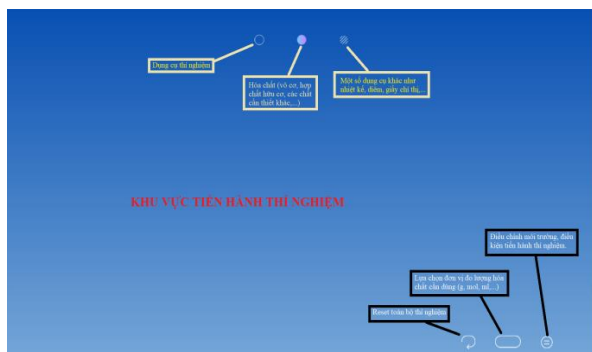 Dụng cụ thí nghiệm
Hóa chất (vô cơ, hợp
chất hữu cơ, các chất
cần thiết khác,...)
Một số dụng cụ khác như
nhiệt kế, diêm, giấy chỉ thị,...
KHU VỰC TIẾN HÀNH THÍ NGHIỆM
Điều chỉnh môi trường, điều
kiện tiến hành thí nghiệm.
Lựa chọn đơn vị đo lượng hóa
chất cần dùng (g, mol, ml,...)
Reset toàn bộ thí nghiệm